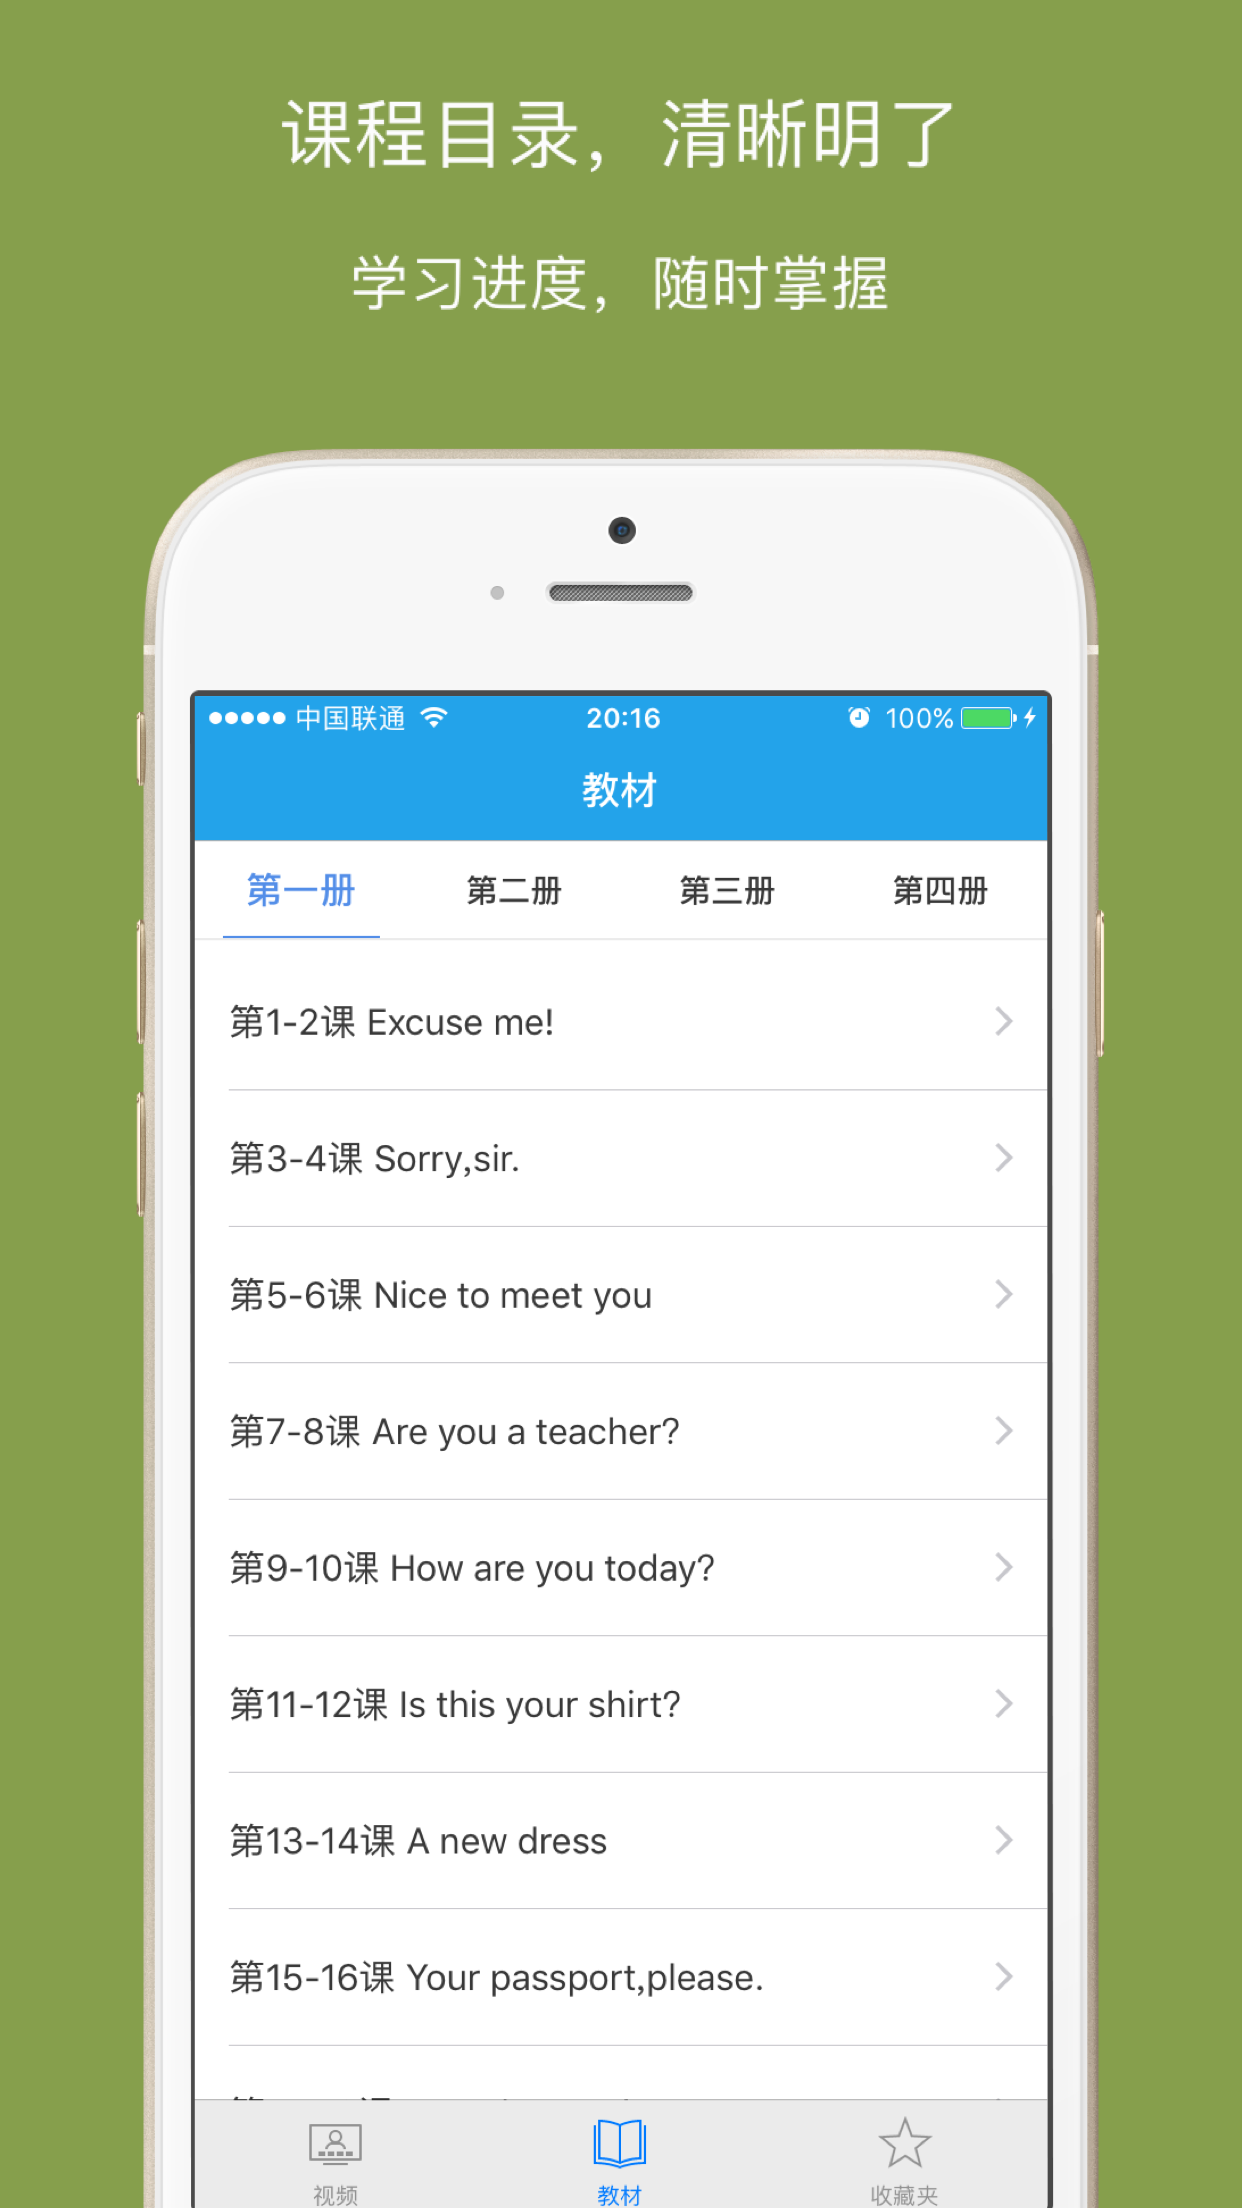 课程目录，清晰明了
学习进度，随时掌握
中国联通 20:16 100%
教材
第一册 第二册 第三册 第四册
第1-2课 Excuse me!
第3-4课 Sorry,sir.
第5-6课 Nice to meet you
第7-8课 Are you a teacher?
第9-10课 How are you today?
第11-12课 Is this your shirt?
第13-14课 A new dress
第15-16课 Your passport,please.
视频 教材 收藏夹